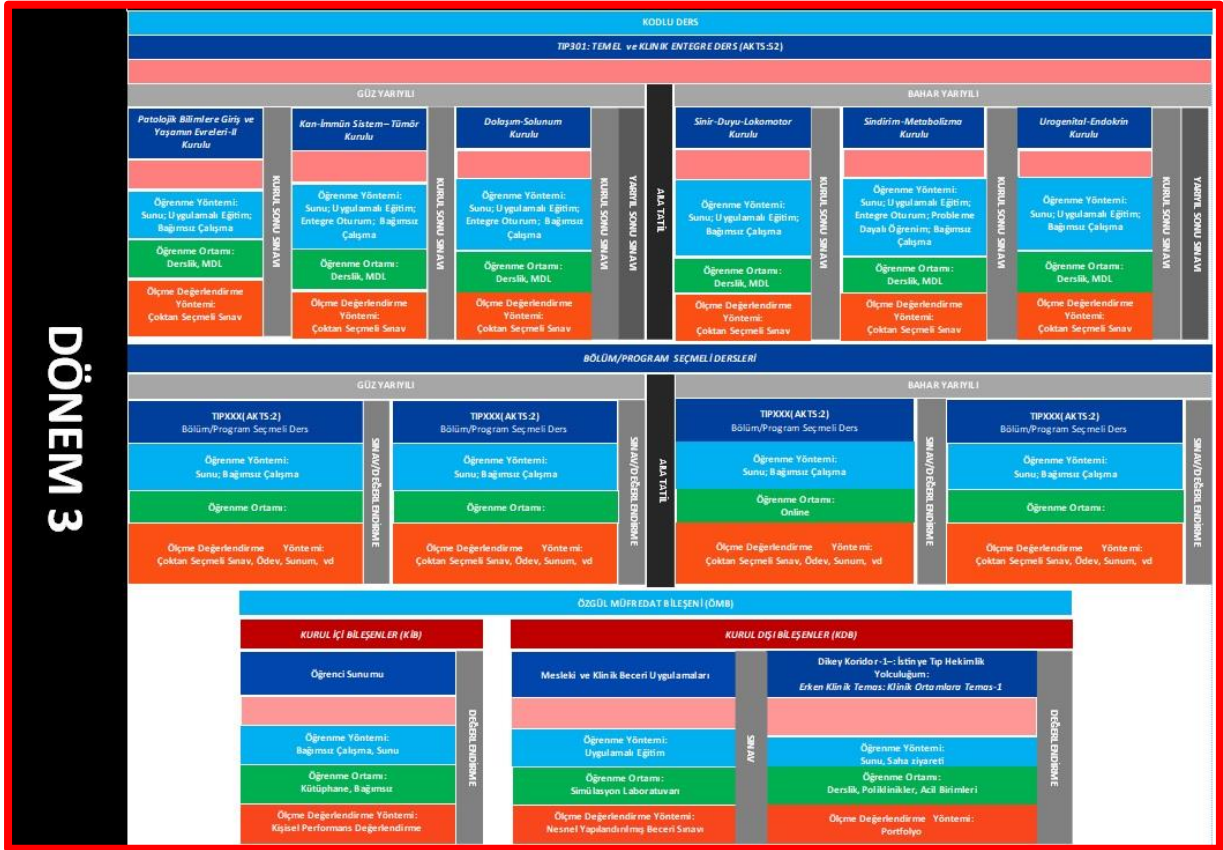 DÖNEM 3
KODLU DERS
TIP301: TEMEL ve KLINIK ENTEGRE DERS (AKTS:52)
GÜZ YARIYILI
Patolojik Bilimlere Giriş ve
Yaşamın Evreleri-II
Kurulu
Öğrenme Yöntemi:
Sunu; Uygulamalı Eğitim;
Bağımsız Çalışma
Öğrenme Ortamı:
Derslik, MDL
Ölçme Değerlendirme
Yöntemi:
Çoktan Seçmeli Sınav
KURUL SONU SINAVI
Kan-İmmün Sistem–Tümör
Kurulu
Öğrenme Yöntemi:
Sunu; Uygulamalı Eğitim;
Entegre Oturum; Bağımsız
Çalışma
Öğrenme Ortamı:
Derslik, MDL
Ölçme Değerlendirme
Yöntemi:
Çoktan Seçmeli Sınav
KURUL SONU SINAVI
Dolaşım-Solunum
Kurulu
Öğrenme Yöntemi:
Sunu; Uygulamalı Eğitim;
Entegre Oturum; Bağımsız
Çalışma
Öğrenme Ortamı:
Derslik, MDL
Ölçme Değerlendirme
Yöntemi:
Çoktan Seçmeli Sınav
KURUL SONU SINAVI
YARIYIL SONU SINAVI
ARA TATİL
BAHAR YARIYILI
Sinir-Duyu-Lokomotor
Kurulu
Öğrenme Yöntemi:
Sunu; Uygulamalı Eğitim;
Bağımsız Çalışma
Öğrenme Ortamı:
Derslik, MDL
Ölçme Değerlendirme
Yöntemi:
Çoktan Seçmeli Sınav
KURUL SONU SINAVI
Sindirim-Metabolizma
Kurulu
Öğrenme Yöntemi:
Sunu; Uygulamalı Eğitim;
Entegre Oturum; Probleme
Dayalı Öğrenim; Bağımsız
Çalışma
Öğrenme Ortamı:
Derslik, MDL
Ölçme Değerlendirme
Yöntemi:
Çoktan Seçmeli Sınav
KURUL SONU SINAVI
Urogenital-Endokrin
Kurulu
Öğrenme Yöntemi:
Sunu; Uygulamalı Eğitim;
Bağımsız Çalışma
Öğrenme Ortamı:
Derslik, MDL
Ölçme Değerlendirme
Yöntemi:
Çoktan Seçmeli Sınav
KURUL SONU SINAVI
YARIYIL SONU SINAVI
BÖLÜM/PROGRAM SEÇMELİ DERSLERİ
GÜZ YARIYILI
TIPXXX(AKTS:2)
Bölüm/Program Seçmeli Ders
Öğrenme Yöntemi:
Sunu; Bağımsız Çalışma
Öğrenme Ortamı:
Ölçme Değerlendirme Yöntemi:
Çoktan Seçmeli Sınav, Ödev, Sunum, vd
SINAV/DEĞERLENDİRME
TIPXXX(AKTS:2)
Bölüm/Program Seçmeli Ders
Öğrenme Yöntemi:
Sunu; Bağımsız Çalışma
Öğrenme Ortamı:
Ölçme Değerlendirme Yöntemi:
Çoktan Seçmeli Sınav, Ödev, Sunum, vd
SINAV/DEĞERLENDİRME
ARA TATİL
BAHAR YARIYILI
TIPXXX(AKTS:2)
Bölüm/Program Seçmeli Ders
Öğrenme Yöntemi:
Sunu; Bağımsız Çalışma
Öğrenme Ortamı:
Online
Ölçme Değerlendirme Yöntemi:
Çoktan Seçmeli Sınav, Ödev, Sunum, vd
SINAV/DEĞERLENDİRME
TIPXXX(AKTS:2)
Bölüm/Program Seçmeli Ders
Öğrenme Yöntemi:
Sunu; Bağımsız Çalışma
Öğrenme Ortamı:
Ölçme Değerlendirme Yöntemi:
Çoktan Seçmeli Sınav, Ödev, Sunum, vd
SINAV/DEĞERLENDİRME
ÖZGÜL MÜFREDAT BİLEŞENİ (ÖMB)
KURUL İÇİ BİLEŞENLER (KİB)
Öğrenci Sunumu
Öğrenme Yöntemi:
Bağımsız Çalışma, Sunu
Öğrenme Ortamı:
Kütüphane, Bağımsız
Ölçme Değerlendirme Yöntemi:
Kişisel Performans Değerlendirme
DEĞERLENDİRME
KURUL DIŞI BİLEŞENLER (KDB)
Mesleki ve Klinik Beceri Uygulamaları
Öğrenme Yöntemi:
Uygulamalı Eğitim
Öğrenme Ortamı:
Simülasyon Laboratuvarı
Ölçme Değerlendirme Yöntemi:
Nesnel Yapılandırılmış Beceri Sınavı
SINAV
Dikey Koridor-1–: İstinye Tıp Hekimlik
Yolculuğum:
Erken Klinik Temas: Klinik Ortamlara Temas-1
Öğrenme Yöntemi:
Sunu, Saha ziyareti
Öğrenme Ortamı:
Derslik, Poliklinikler, Acil Birimleri
Ölçme Değerlendirme Yöntemi:
Portfolyo
DEĞERLENDİRME